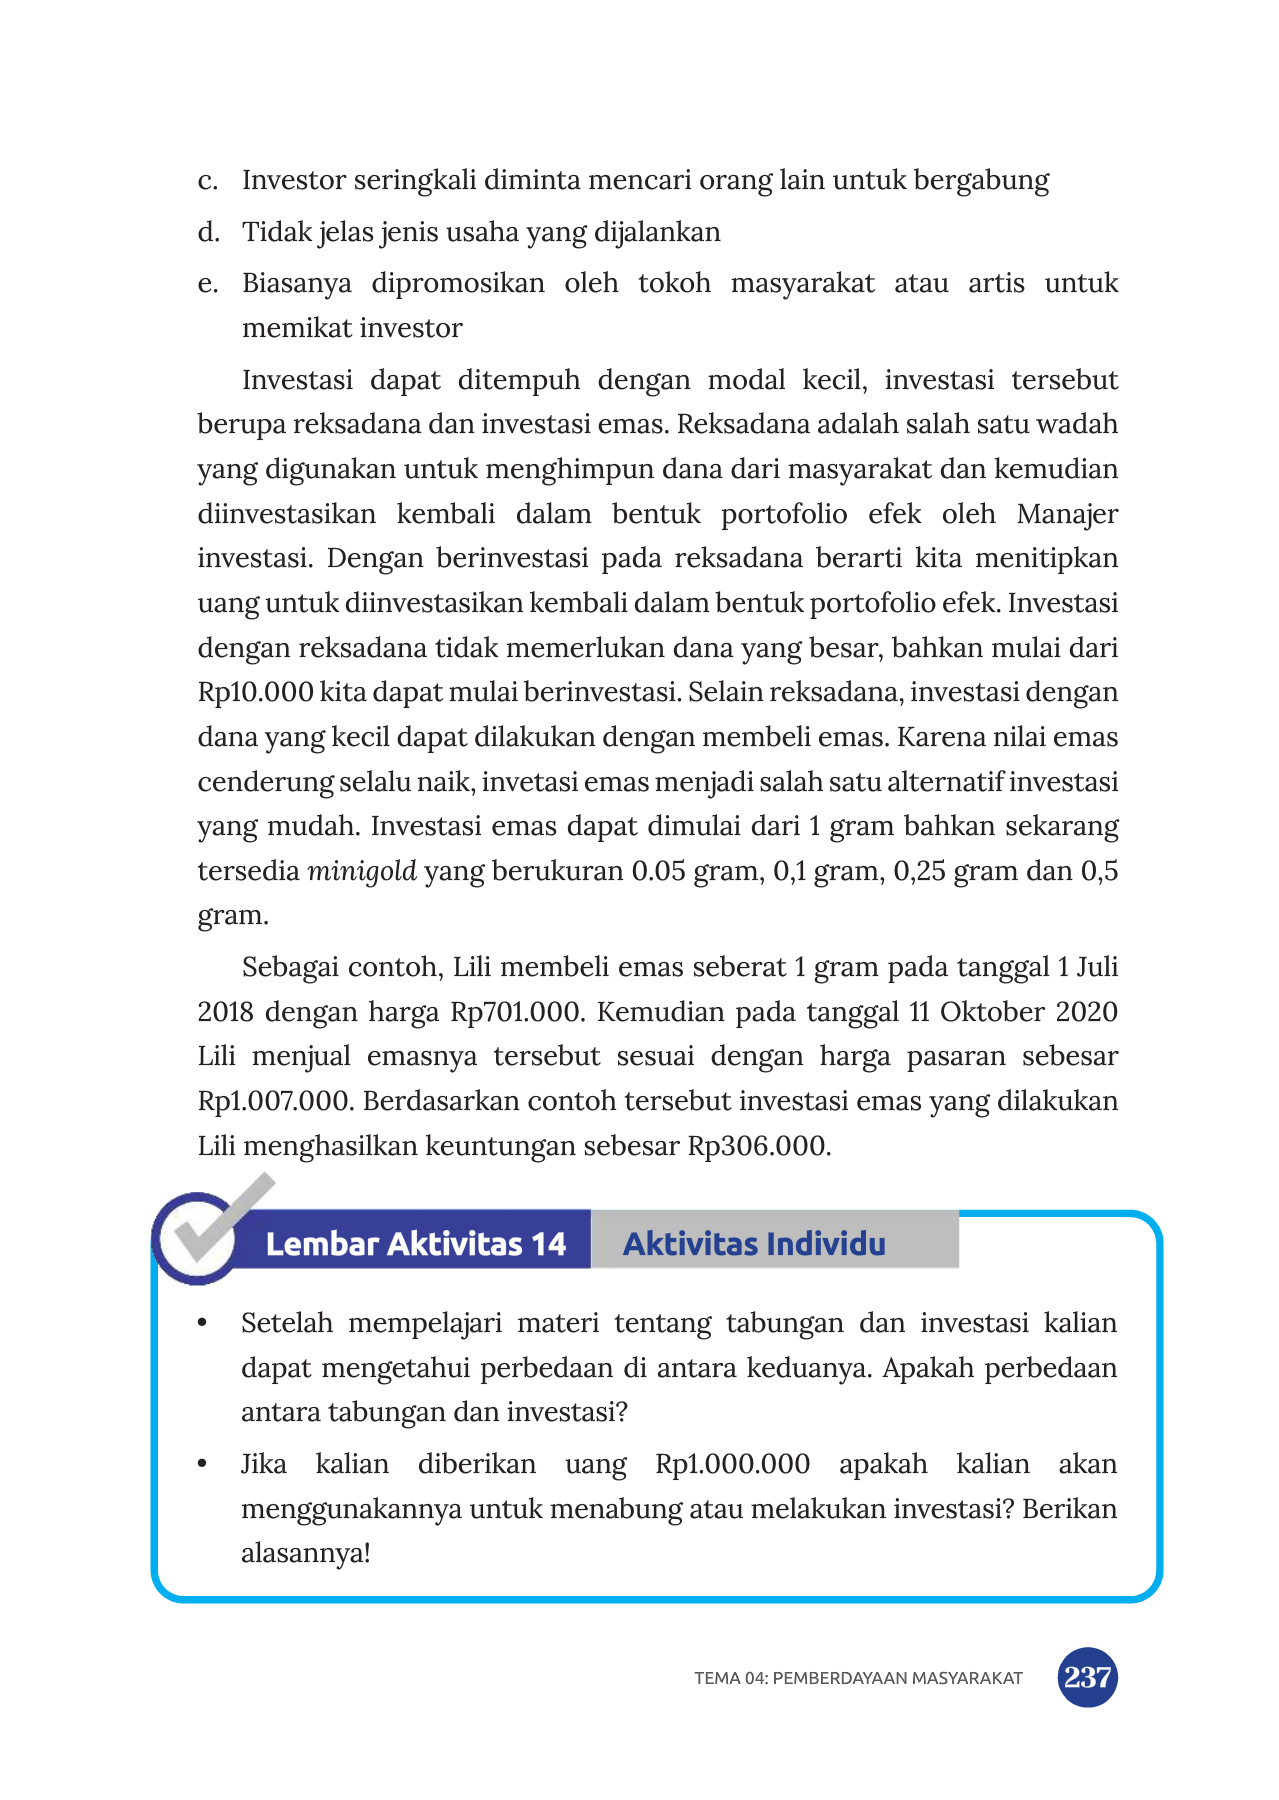 c. Investor seringkali diminta mencari orang lain untuk bergabung
d. Tidak jelas jenis usaha yang dijalankan
e. Biasanya dipromosikan oleh tokoh masyarakat atau artis untuk
memikat investor
Investasi dapat ditempuh dengan modal kecil, investasi tersebut
berupa reksadana dan investasi emas. Reksadana adalah salah satu wadah
yang digunakan untuk menghimpun dana dari masyarakat dan kemudian
diinvestasikan kembali dalam bentuk portofolio efek oleh Manajer
investasi. Dengan berinvestasi pada reksadana berarti kita menitipkan
uang untuk diinvestasikan kembali dalam bentuk portofolio efek. Investasi
dengan reksadana tidak memerlukan dana yang besar, bahkan mulai dari
Rp10.000 kita dapat mulai berinvestasi. Selain reksadana, investasi dengan
dana yang kecil dapat dilakukan dengan membeli emas. Karena nilai emas
cenderung selalu naik, invetasi emas menjadi salah satu alternatif investasi
yang mudah. Investasi emas dapat dimulai dari 1 gram bahkan sekarang
tersedia minigold yang berukuran 0.05 gram, 0,1 gram, 0,25 gram dan 0,5
gram.
Sebagai contoh, Lili membeli emas seberat 1 gram pada tanggal 1 Juli
2018 dengan harga Rp701.000. Kemudian pada tanggal 11 Oktober 2020
Lili menjual emasnya tersebut sesuai dengan harga pasaran sebesar
Rp1.007.000. Berdasarkan contoh tersebut investasi emas yang dilakukan
Lili menghasilkan keuntungan sebesar Rp306.000.
Lembar Aktivitas 14 Aktivitas Individu
• Setelah mempelajari materi tentang tabungan dan investasi kalian
dapat mengetahui perbedaan di antara keduanya. Apakah perbedaan
antara tabungan dan investasi?
• Jika kalian diberikan uang Rp1.000.000 apakah kalian akan
menggunakannya untuk menabung atau melakukan investasi? Berikan
alasannya!
TEMA 04: PEMBERDAYAAN MASYARAKAT 237